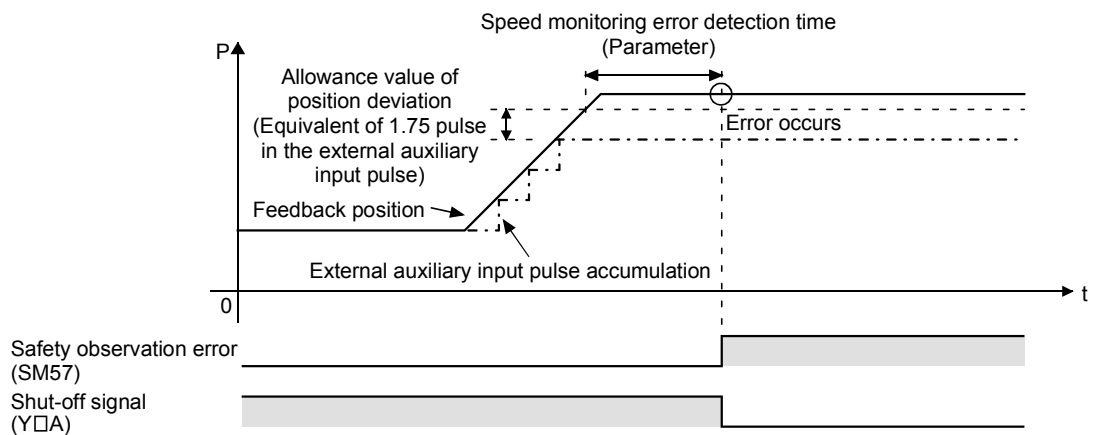 Speed monitoring error detection time
(Parameter)
P
Allowance value of
position deviation
(Equivalent of 1.75 pulse
in the external auxiliary
input pulse)
Error occurs
Feedback position
External auxiliary input pulse accumulation
0
t
Safety observation error
(SM57)
Shut-off signal
(Y□A)